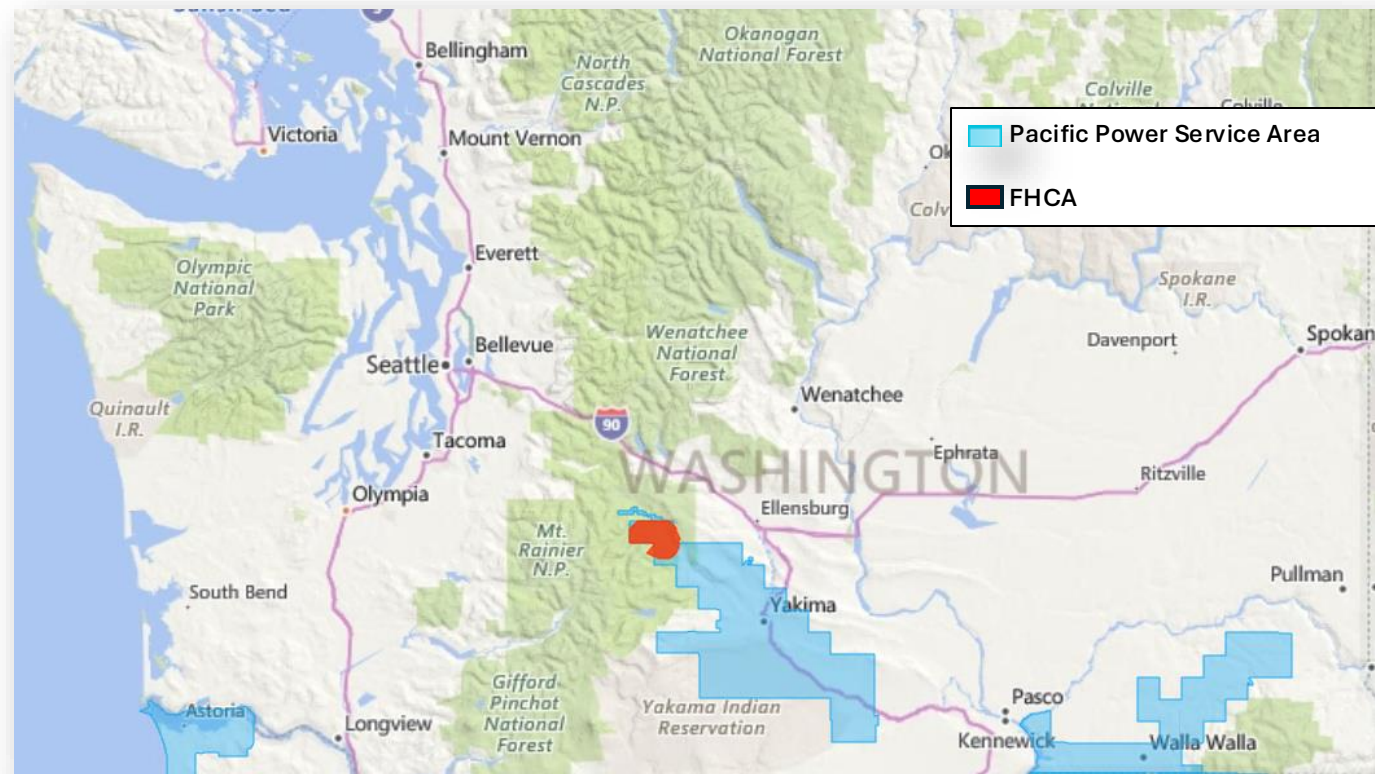 Bellingham
Okanogan
National Forest
North
Cascades
N.P.
Colville
Colville
Pacific Power Service Area
FHCA
Victoria
Mount Vernon
Everett
Olympic
National
Park
Spokane
I.R.
Bellevue
Seattle
Wenatchee
National
Forest
Davenport
Spokan
Quinault
I.R.
Wenatchee
90
Tacoma
Ephrata
WASHINGTON
Ritzville
Olympia
Ellensburg
Mt.
Rainier
N.P.
Pullman
South Bend
Yakima
Gifford
Pinchot
National
Forest
Yakama Indian
Reservation
Pasco
Astoria
Longview
Kennewick
Walla Walla